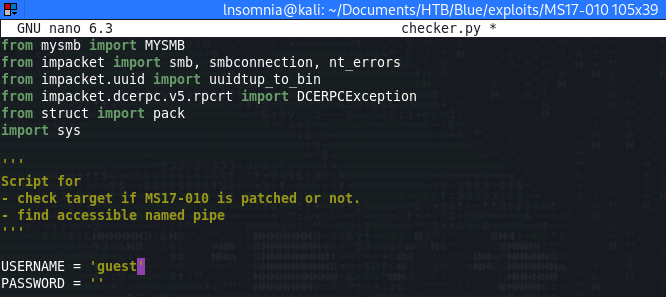 lnsomnia@kali: ~/Documents/HTB/Blue/exploits/MS17-010 105x39
GNU nano 6.3 checker.py *
from mysmb import MYSMB
from impacket import smb, smbconnection, nt_errors
from impacket.uuid import uuidtup_to_bin
from impacket.dcerpc.v5.rpcrt import DCERPCException
from struct import pack
import sys
'''
Script for
- check target if MS17-010 is patched or not.
- find accessible named pipe
'''
USERNAME = 'guest'
PASSWORD = ''